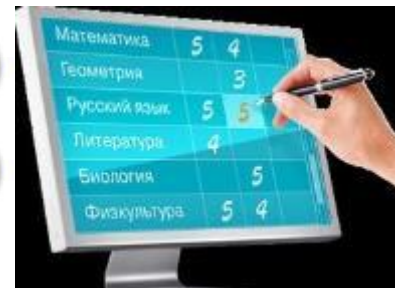 Математика 5 4
Геометрия 3
Русский язык 5 5
Литература 4
Биология 5
Физкультура 5 4